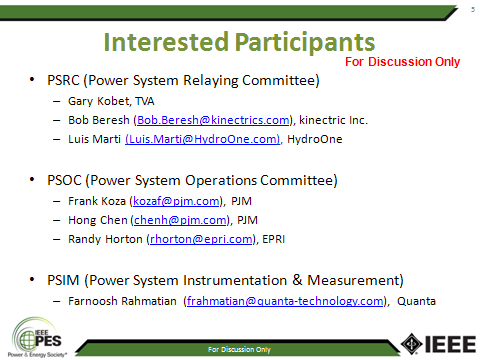 5
Interested Participants
For Discussion Only
• PSRC (Power System Relaying Committee)
– Gary Kobet, TVA
– Bob Beresh (Bob.Beresh@kinectrics.com), kinectric Inc.
– Luis Marti (Luis.Marti@HydroOne.com), HydroOne
• PSOC (Power System Operations Committee)
– Frank Koza (kozaf@pjm.com), PJM
– Hong Chen (chenh@pjm.com), PJM
– Randy Horton (rhorton@epri.com), EPRI
• PSIM (Power System Instrumentation & Measurement)
– Farnoosh Rahmatian (frahmatian@quanta-technology.com), Quanta
IEEE
PES
Power & Energy Society®
For Discussion Only
IEEE